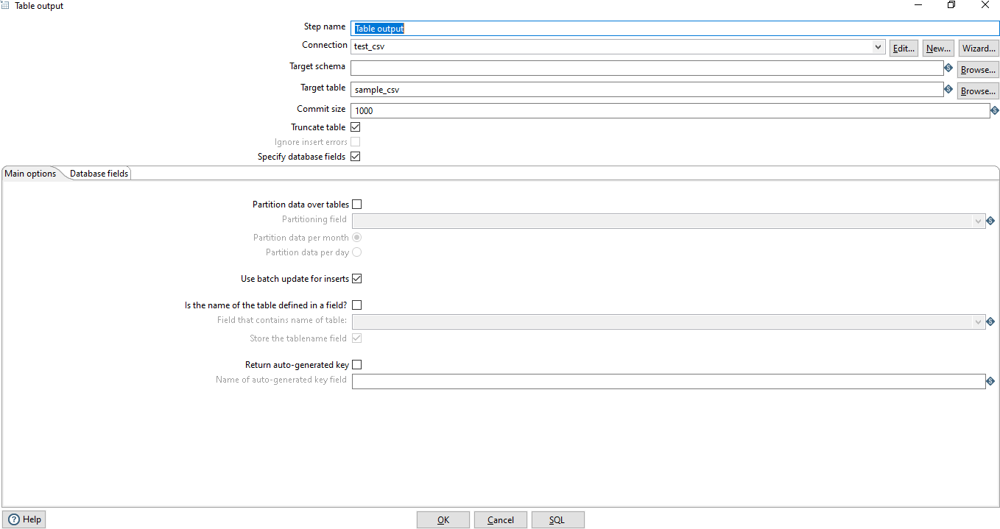 Table output
Step name Table output
Connection test_csv Edit... New... Wizard...
Target schema Browse...
Target table sample_csv Browse...
Commit size 1000
Truncate table
Ignore insert errors
Specify database fields
Main options Database fields
Partition data over tables
Partitioning field
Partition data per month
Partition data per day
Use batch update for inserts
Is the name of the table defined in a field?
Field that contains name of table:
Store the tablename field
Return auto-generated key
Name of auto-generated key field
Help OK Cancel SQL